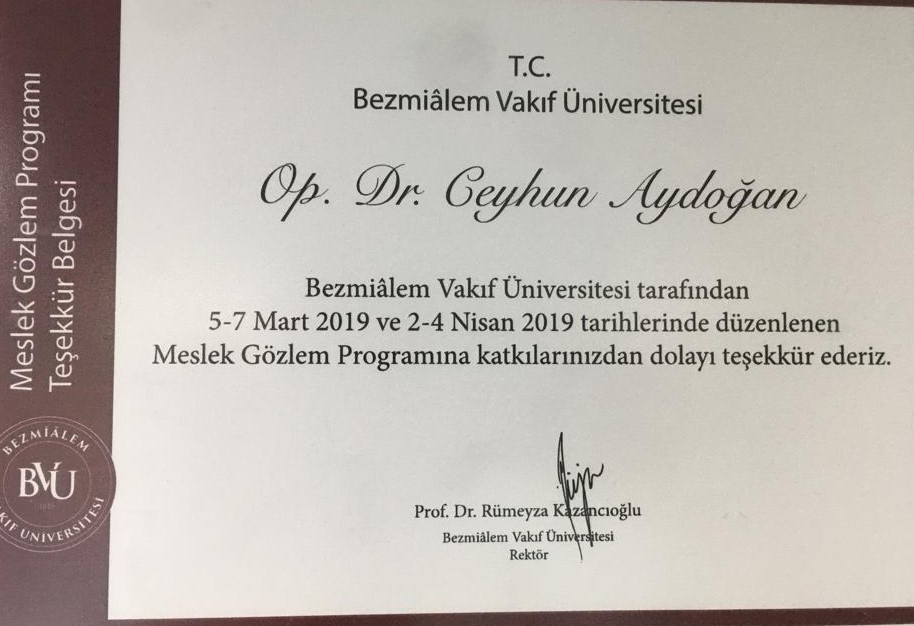 Meslek Gözlem Programı
Teşekkür Belgesi
BEZMİÂLEM
BVU
VAKIF ÜNİVERSİTESİ
T.C.
Bezmiâlem Vakıf Üniversitesi
Op. Dr. Ceyhun Aydoğan
Bezmiâlem Vakıf Üniversitesi tarafından
5-7 Mart 2019 ve 2-4 Nisan 2019 tarihlerinde düzenlenen
Meslek Gözlem Programına katkılarınızdan dolayı teşekkür ederiz.
Prof. Dr. Rümeyza Kazancıoğlu
Bezmiâlem Vakıf Üniversitesi
Rektör